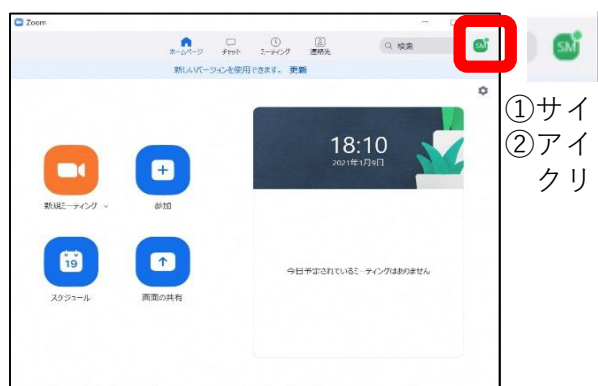 Zoom
ホームページ チャット ミーティング 連絡先 検索 SM
新しいバージョンを使用できます。 更新
SM
①サイ
②アイ
クリ
18:10
2021年1月9日
新規ミーティング 参加
19
スケジュール 画面の共有
今日予定されているミーティングはありません